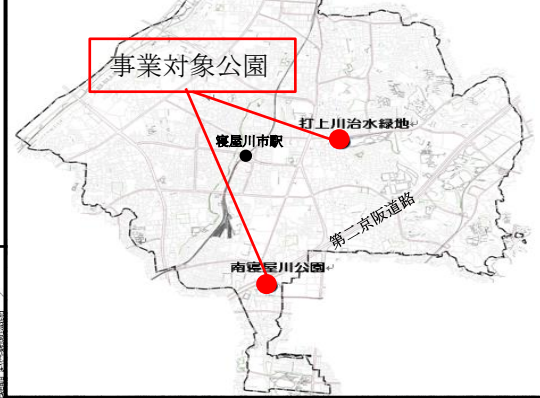 事業対象公園
打上川治水緑地
寝屋川市駅
第二京阪道路
南寝屋川公園